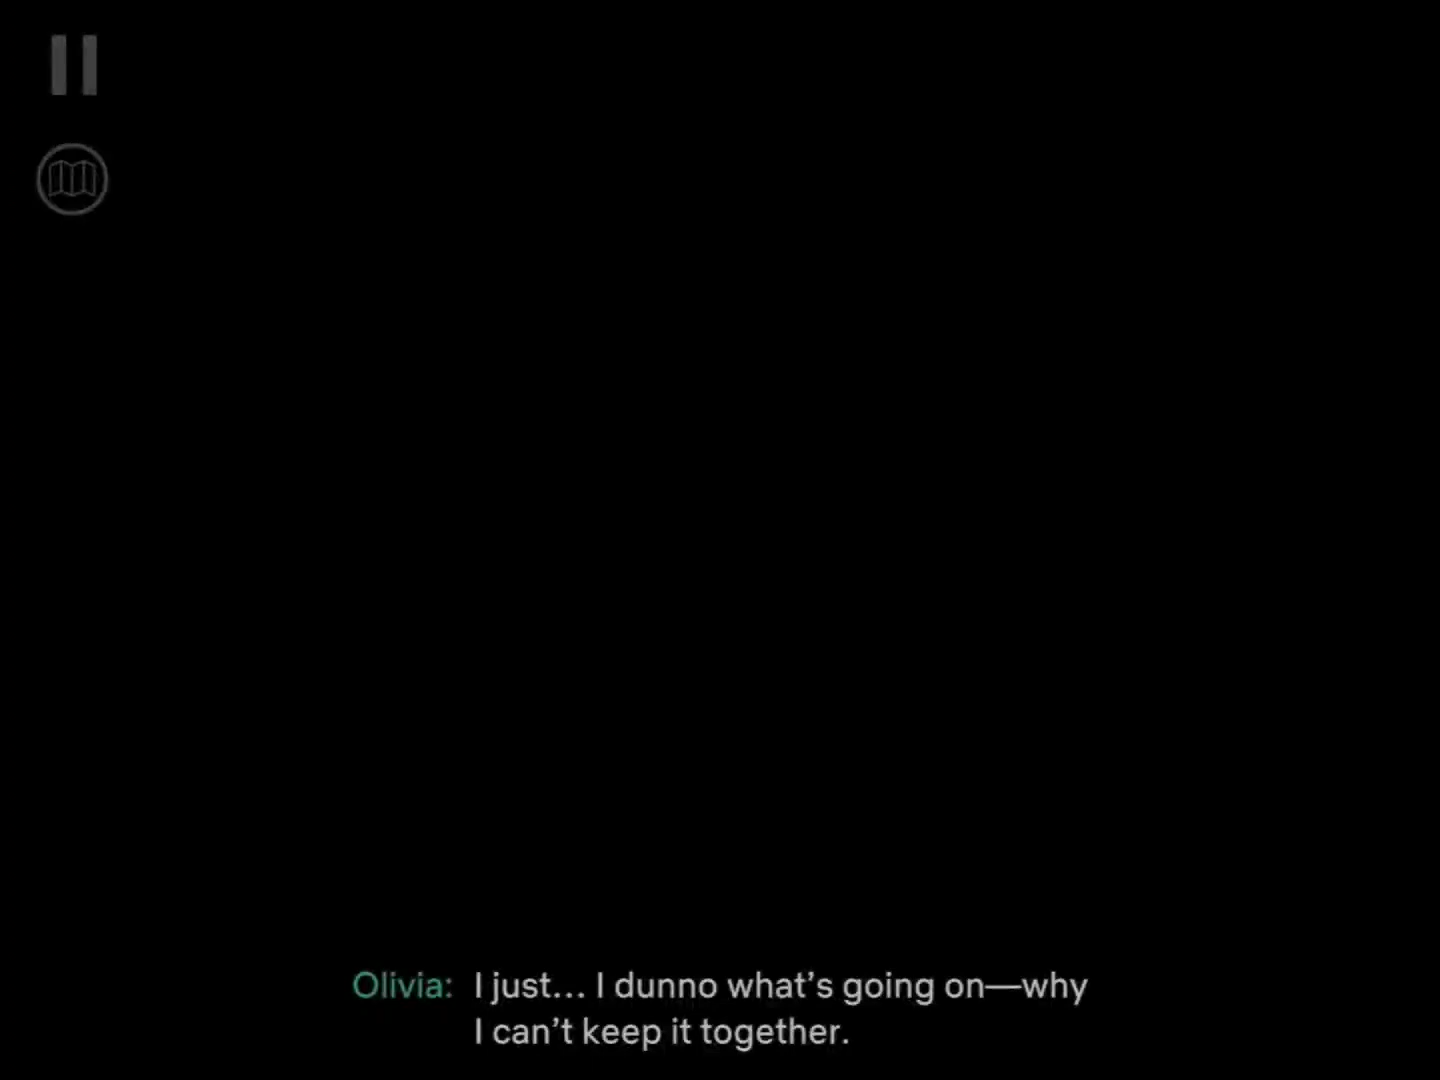 Olivia: I just... I dunno what’s going on—why
I can’t keep it together.